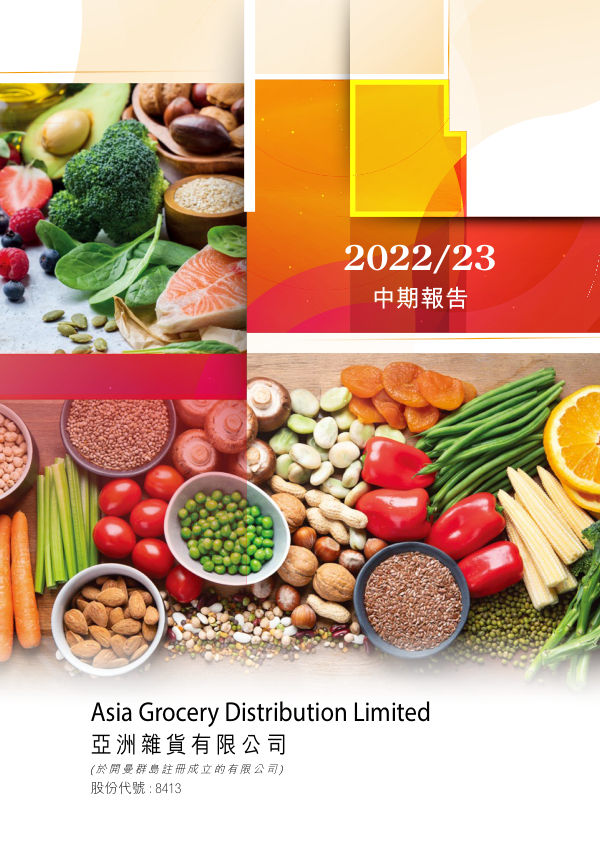 2022/23
中期報告
Asia Grocery Distribution Limited
亞洲雜貨有限公司
(於開曼群島註冊成立的有限公司)
股份代號 : 8413